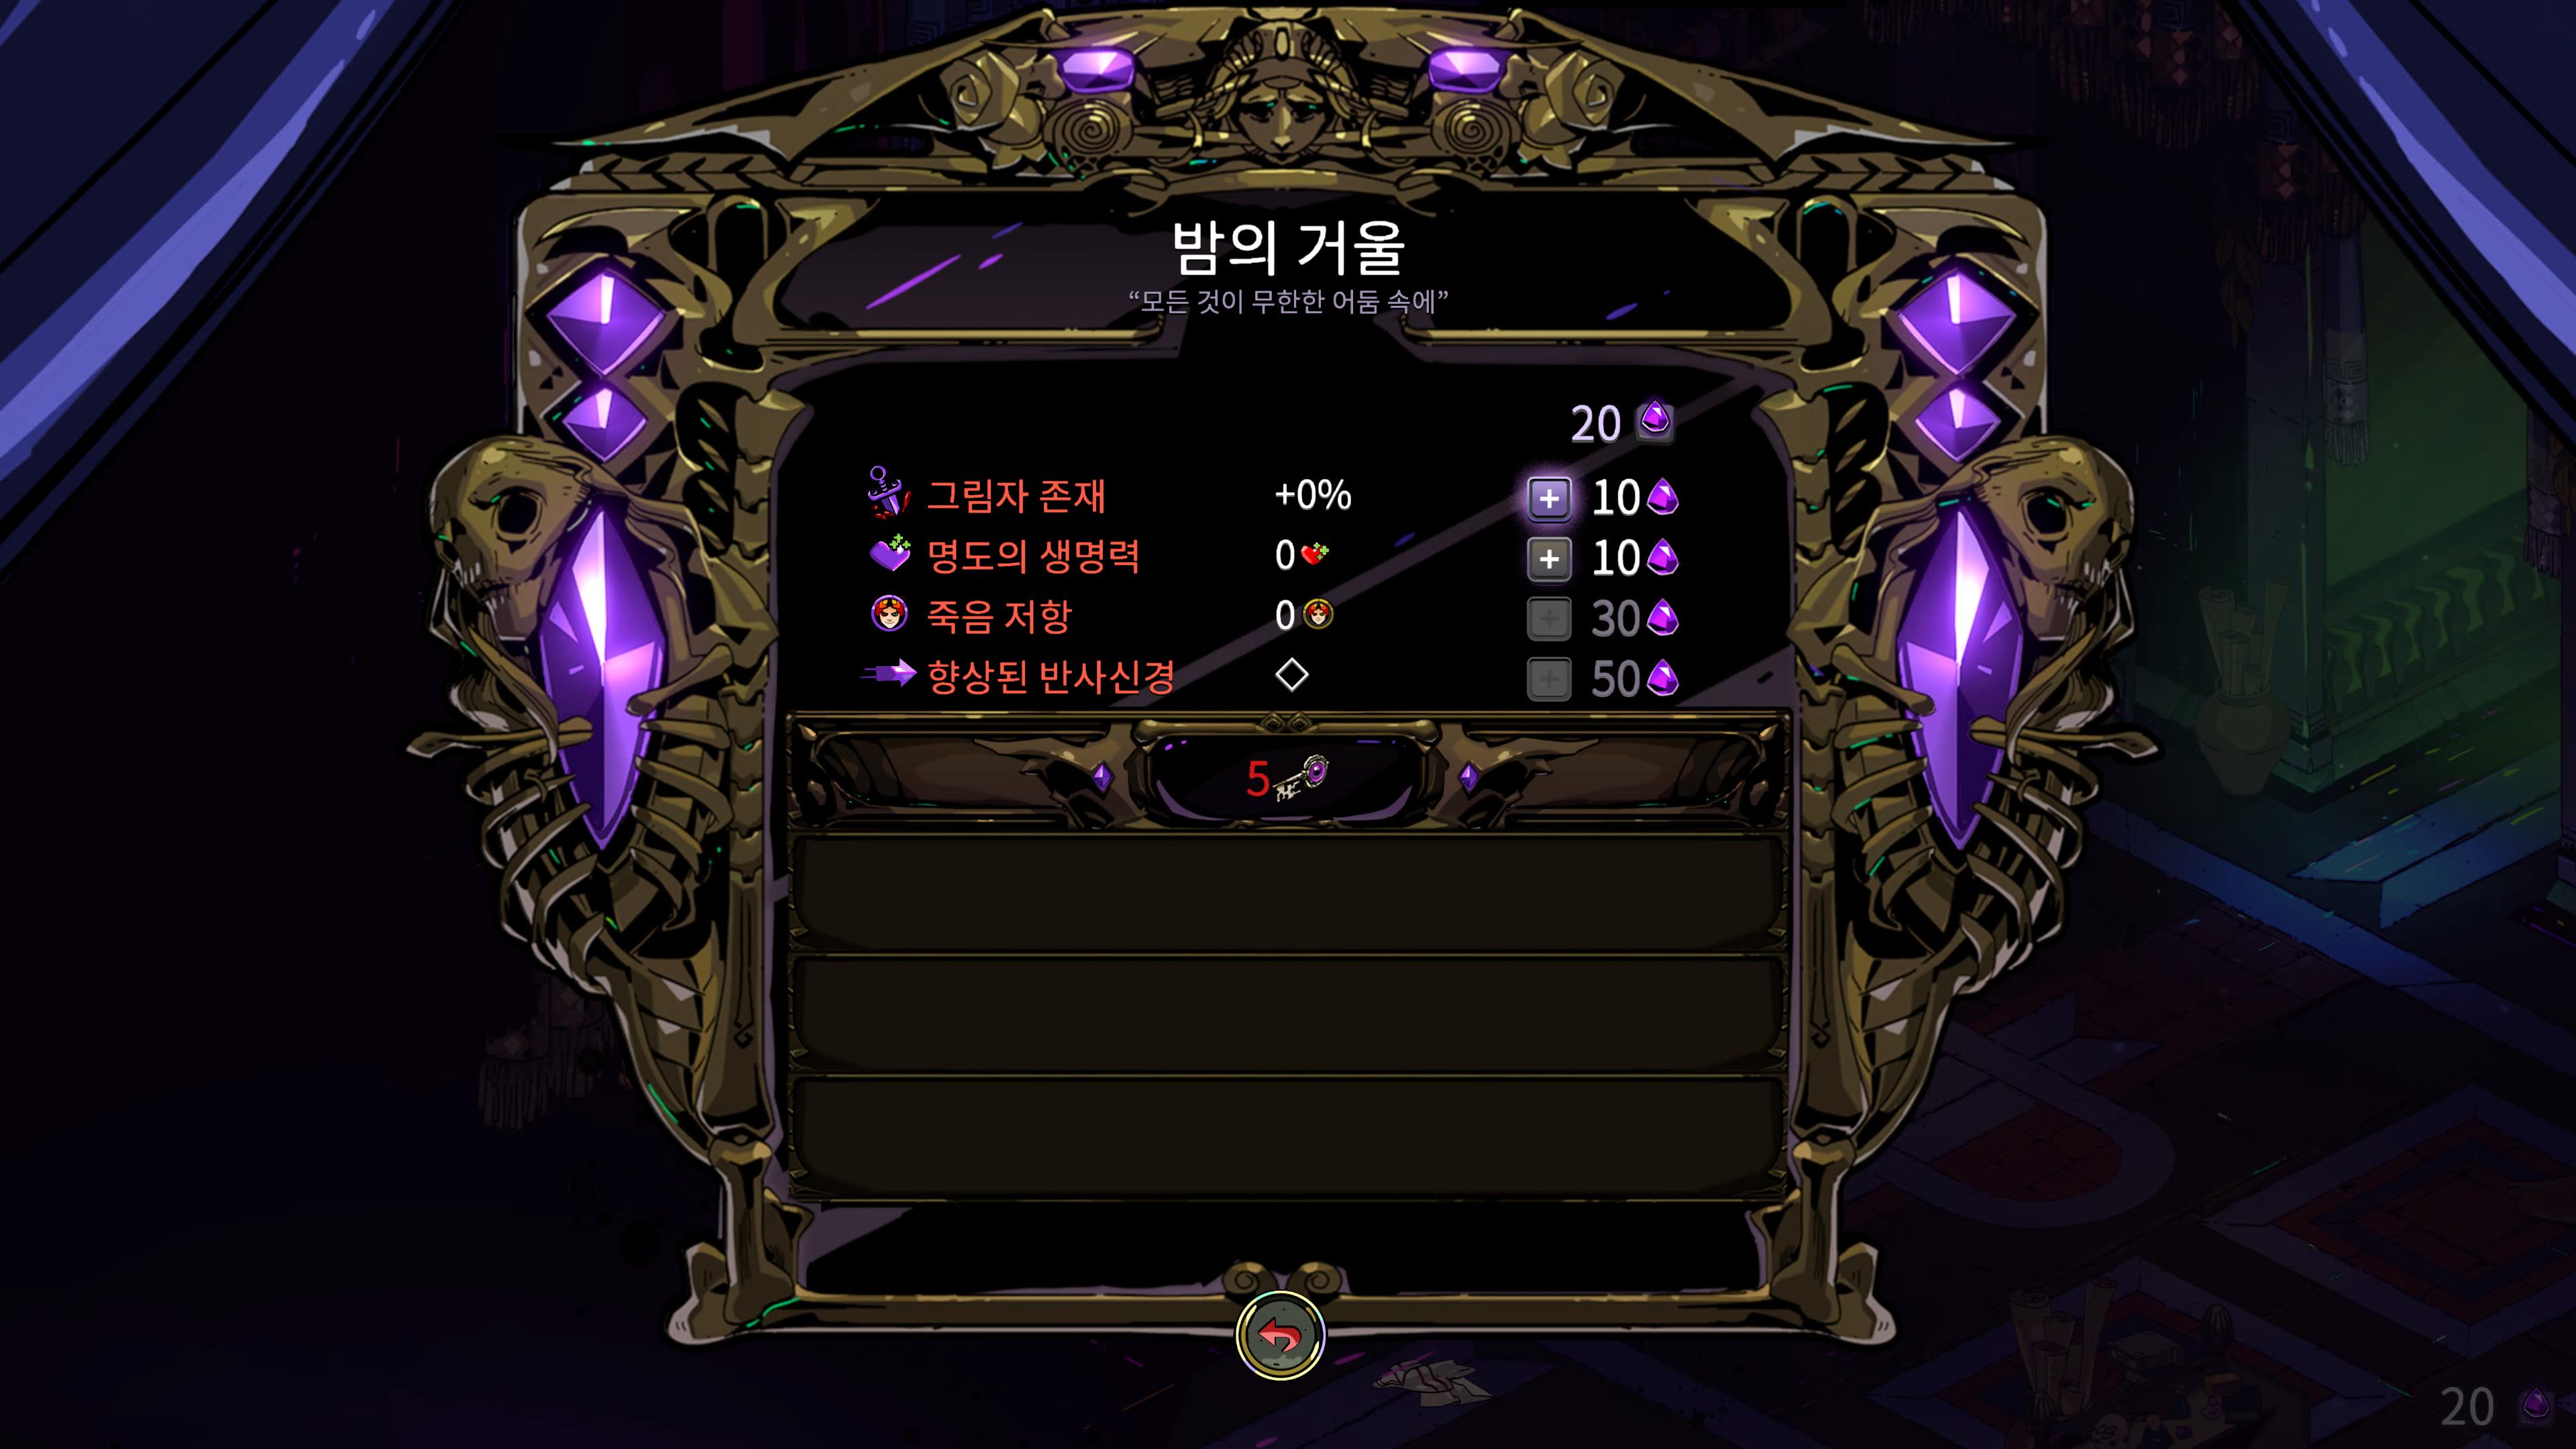 밤의 거울
“모든 것이 무한한 어둠 속에”
20
그림자 존재 +0% + 10
명도의 생명력 0 + 10
죽음 저항 0 + 30
향상된 반사신경 + 50
5
20